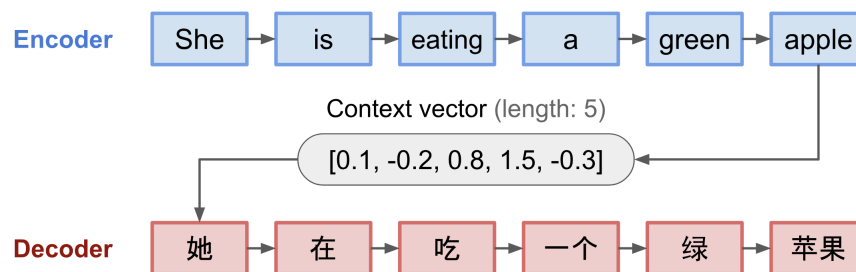 Encoder She is eating a green apple
Context vector (length: 5)
[0.1, -0.2, 0.8, 1.5, -0.3]
Decoder 她 在 吃 一个 绿 苹果